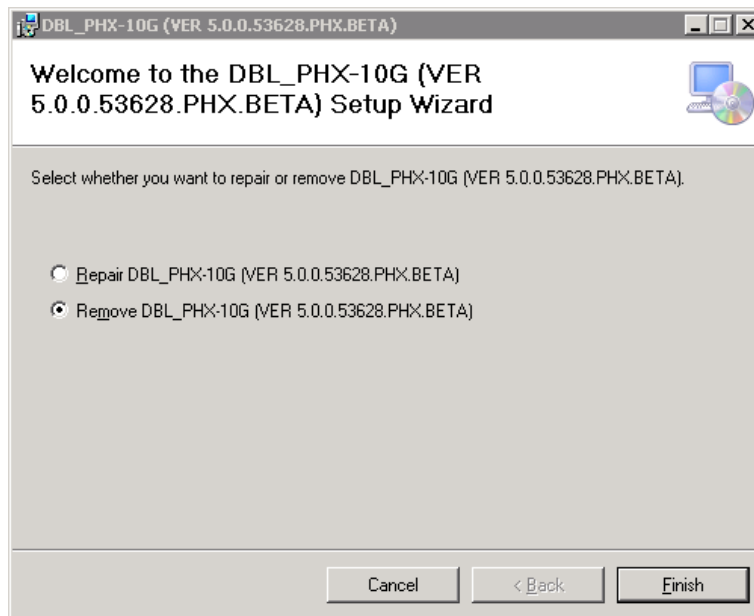 DBL_PHX-10G (VER 5.0.0.53628.PHX.BETA)
Welcome to the DBL_PHX-10G (VER
5.0.0.53628.PHX.BETA) Setup Wizard
Select whether you want to repair or remove DBL_PHX-10G (VER 5.0.0.53628.PHX.BETA).
Repair DBL_PHX-10G (VER 5.0.0.53628.PHX.BETA)
Remove DBL_PHX-10G (VER 5.0.0.53628.PHX.BETA)
Cancel < Back Finish